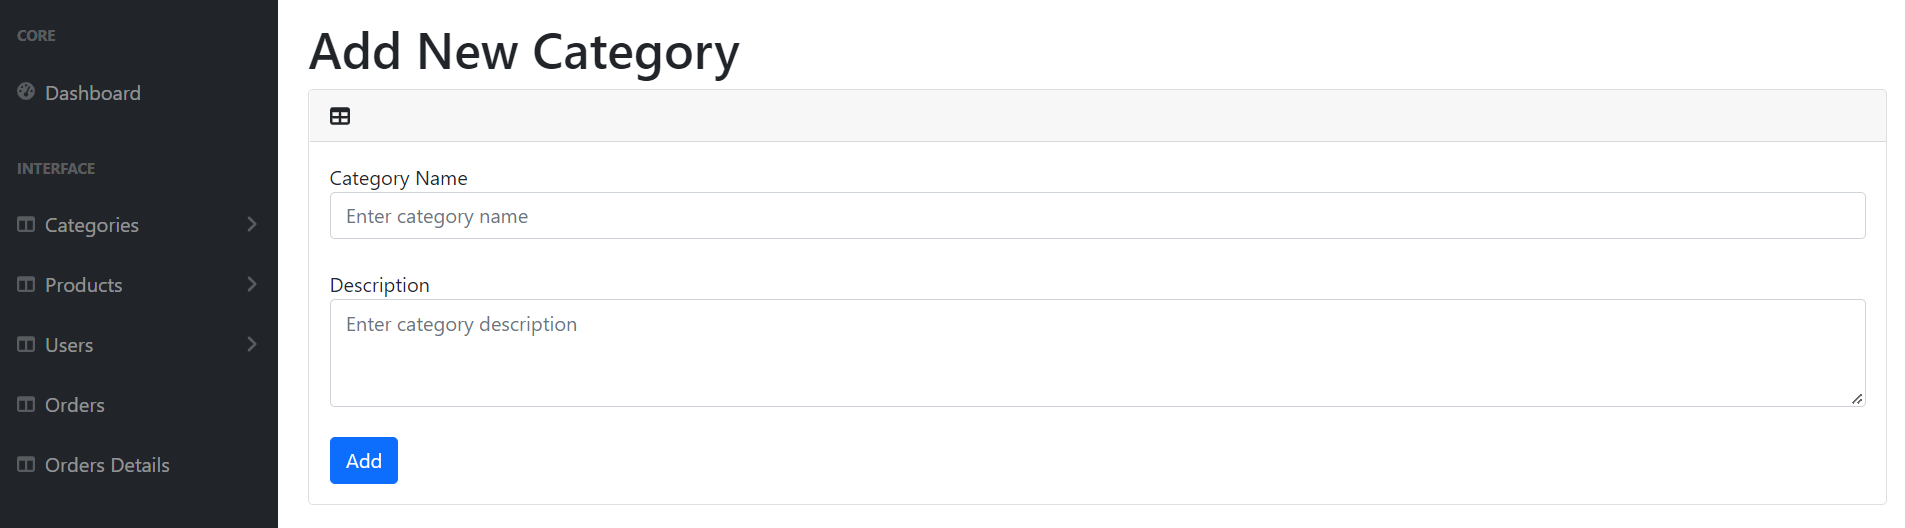 CORE
Dashboard
INTERFACE
Categories
Products
Users
Orders
Orders Details
Add New Category
Category Name
Enter category name
Description
Enter category description
Add